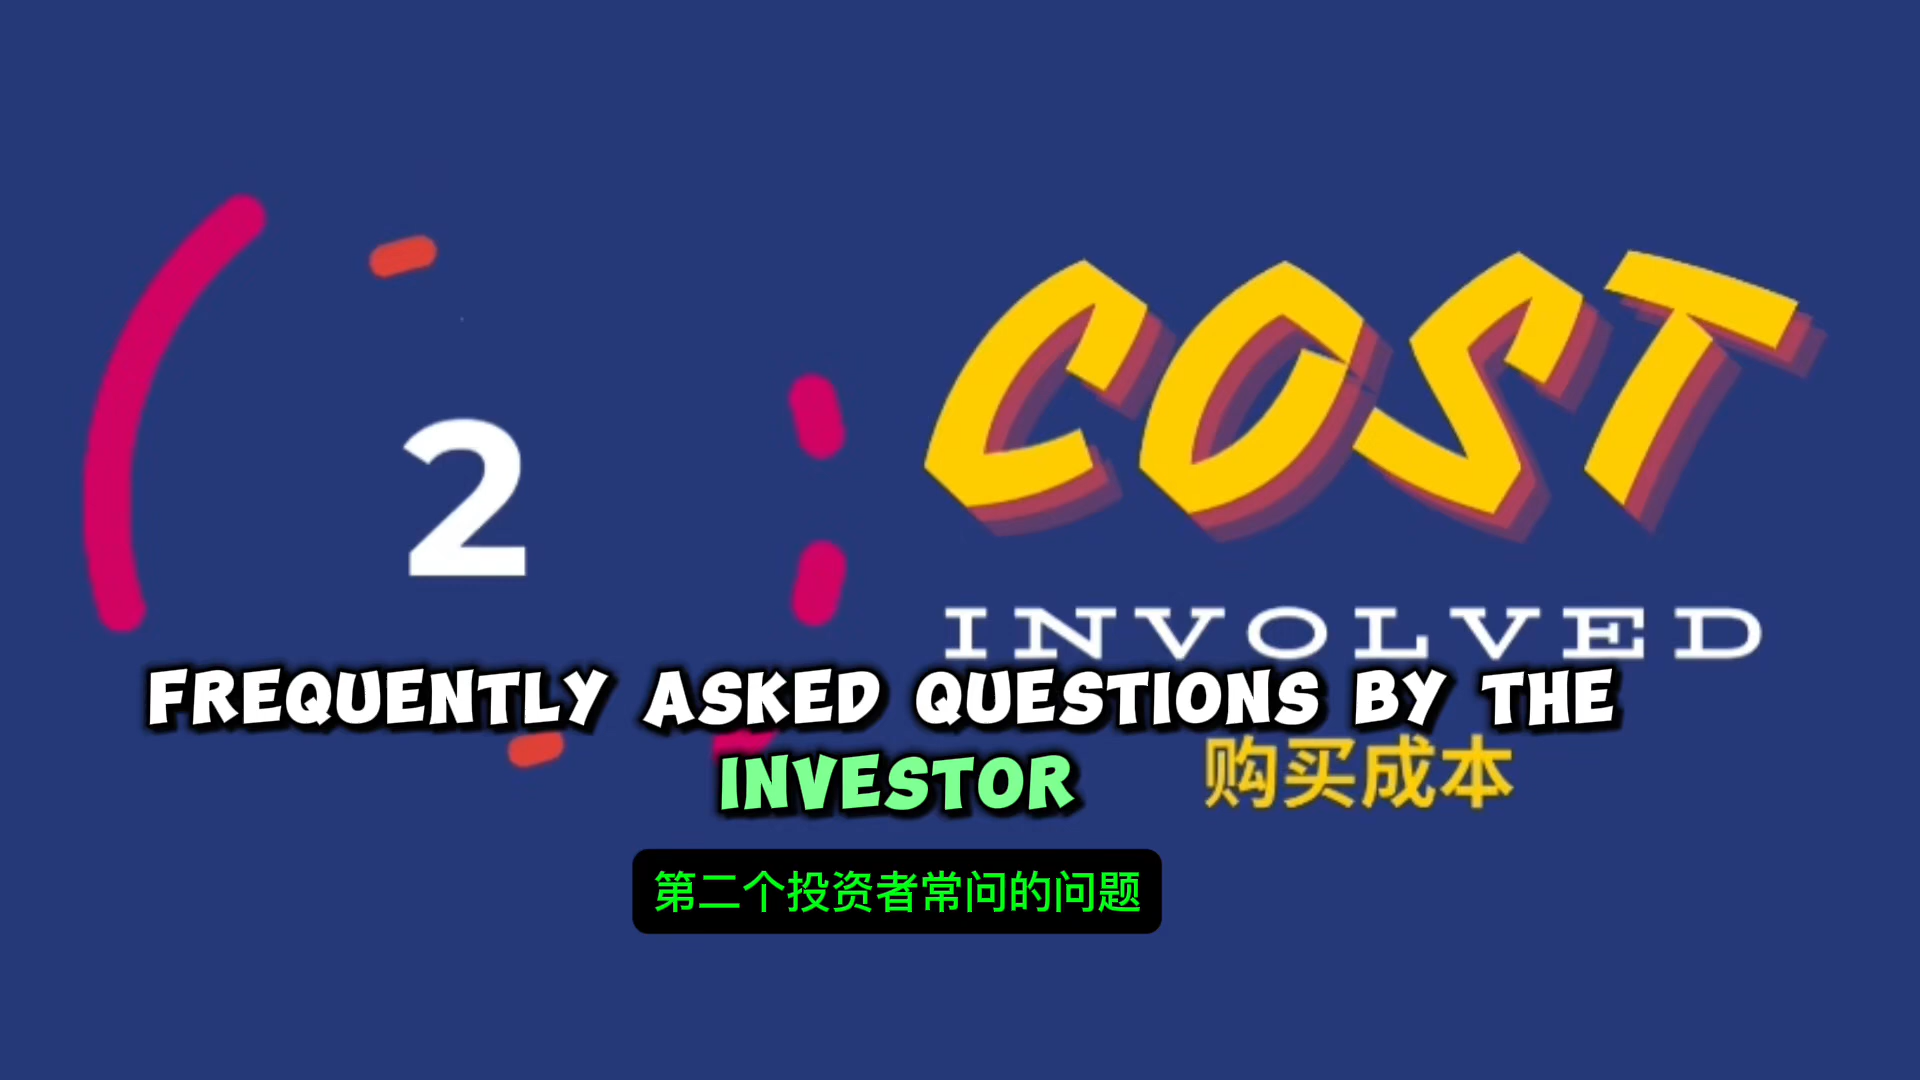 2
COST
INVOLVED
FREQUENTLY ASKED QUESTIONS BY THE
INVESTOR
购买成本
第二个投资者常问的问题